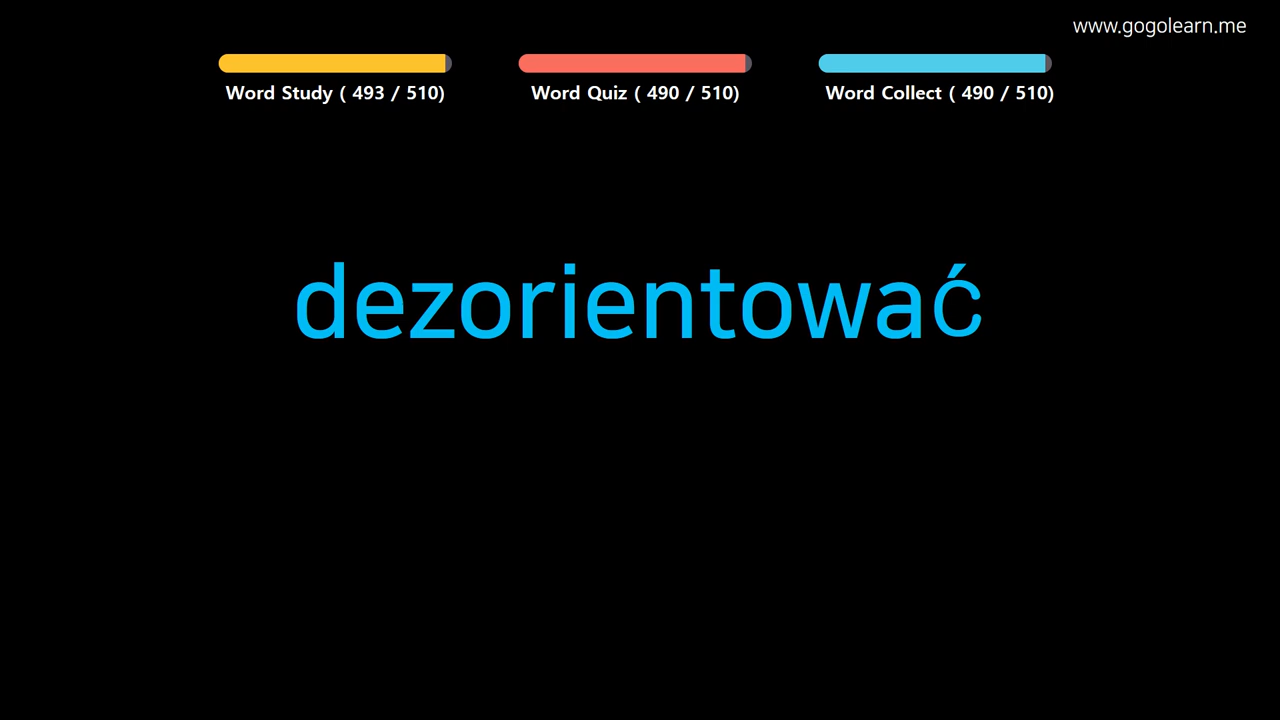 www.gogolearn.me
Word Study ( 493 / 510)
Word Quiz ( 490 / 510)
Word Collect ( 490 / 510)
dezorientować